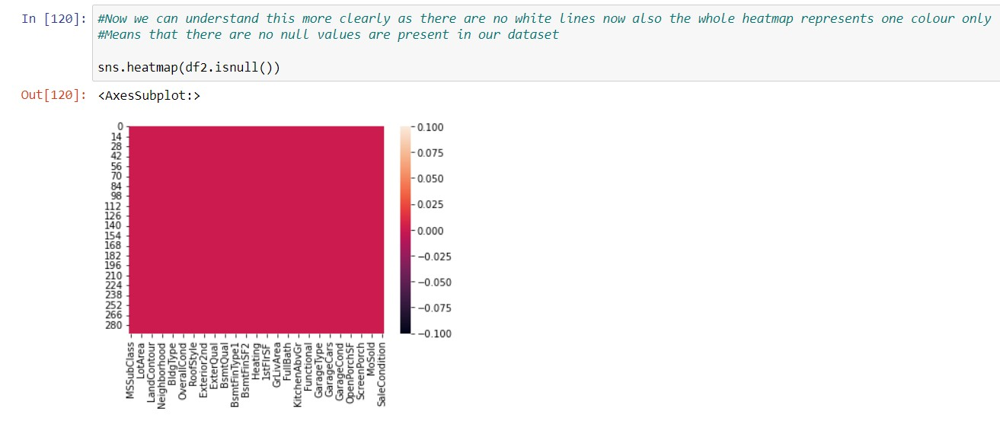 In [120]: #Now we can understand this more clearly as there are no white lines now also the whole heatmap represents one colour only
#Means that there are no null values are present in our dataset
sns.heatmap(df2.isnull())
Out[120]: <AxesSubplot:>
0
14
28
42
56
70
84
98
112
126
140
154
168
182
196
210
224
238
252
266
280
0.100
0.075
0.050
0.025
0.000
−0.025
−0.050
−0.075
−0.100
MSSubClass
LotArea
LandContour
Neighborhood
BldgType
OverallCond
RoofStyle
Exterior2nd
ExterQual
BsmtQual
BsmtFinType1
BsmtFinSF2
Heating
1stFlrSF
GrLivArea
FullBath
KitchenAbvGr
Functional
GarageType
GarageCars
GarageCond
OpenPorchSF
ScreenPorch
MoSold
SaleCondition